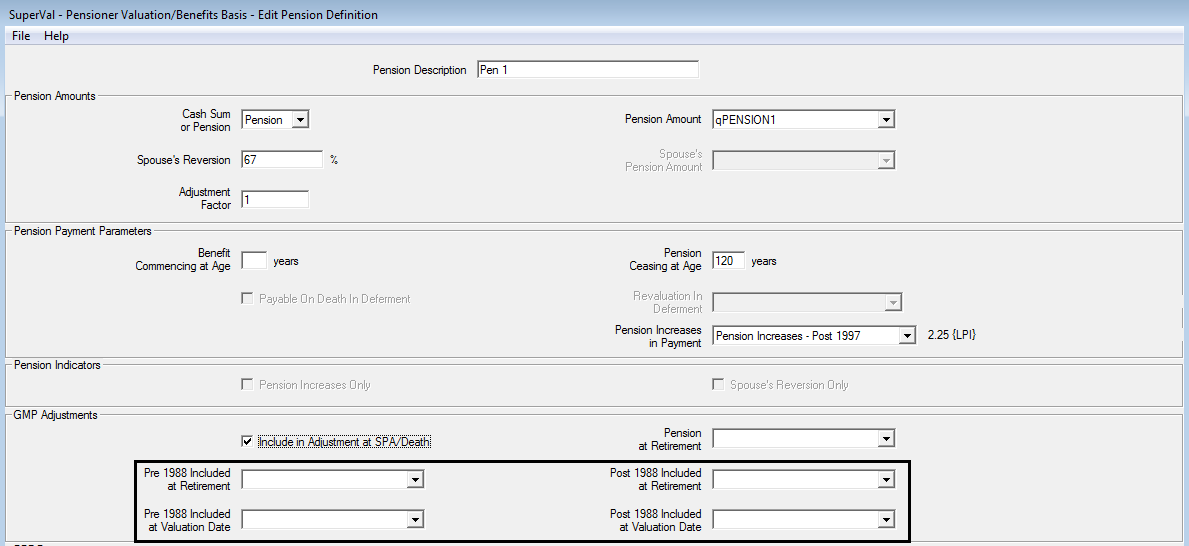 SuperVal - Pensioner Valuation/Benefits Basis - Edit Pension Definition
File Help
Pension Description Pen 1
Pension Amounts
Cash Sum
or Pension Pension
Pension Amount qPENSION1
Spouse's Reversion 67 %
Spouse's
Pension Amount
Adjustment
Factor 1
Pension Payment Parameters
Benefit
Commencing at Age years
Pension
Ceasing at Age 120 years
Payable On Death In Deferment
Revaluation In
Deferment
Pension Increases
in Payment Pension Increases - Post 1997 2.25 {LPI}
Pension Indicators
Pension Increases Only
Spouse's Reversion Only
GMP Adjustments
Include in Adjustment at SPA/Death
Pension
at Retirement
Pre 1988 Included
at Retirement
Post 1988 Included
at Retirement
Pre 1988 Included
at Valuation Date
Post 1988 Included
at Valuation Date